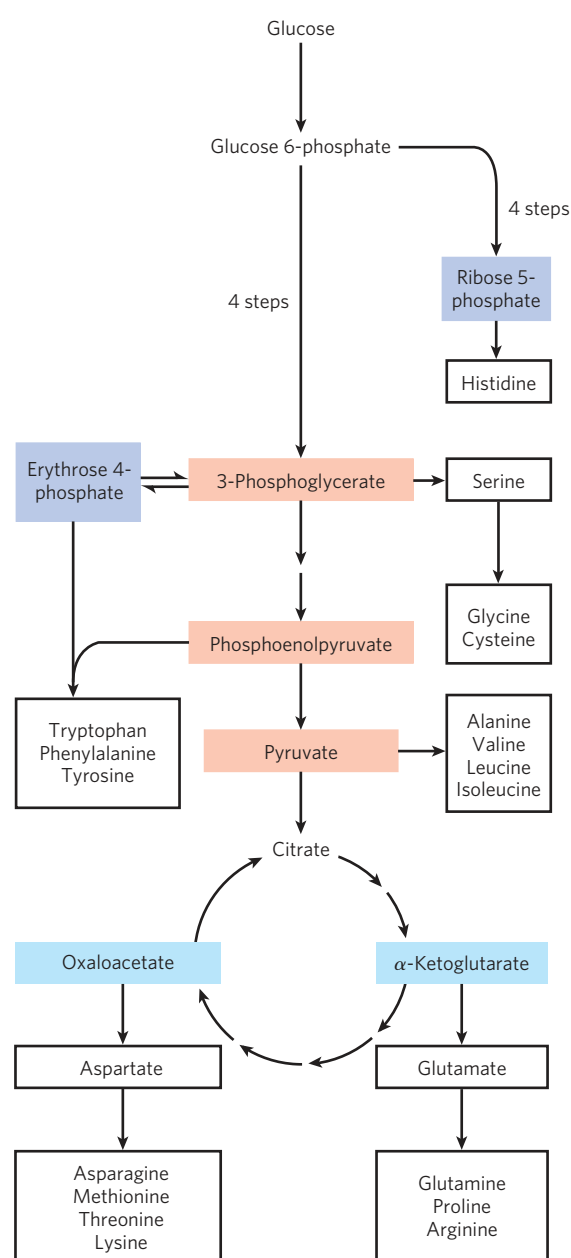 Glucose
Glucose 6-phosphate
4 steps
Ribose 5-
phosphate
4 steps
Histidine
Erythrose 4-
phosphate
3-Phosphoglycerate
Serine
Glycine
Cysteine
Phosphoenolpyruvate
Tryptophan
Phenylalanine
Tyrosine
Pyruvate
Alanine
Valine
Leucine
Isoleucine
Citrate
Oxaloacetate
α-Ketoglutarate
Aspartate
Glutamate
Asparagine
Methionine
Threonine
Lysine
Glutamine
Proline
Arginine